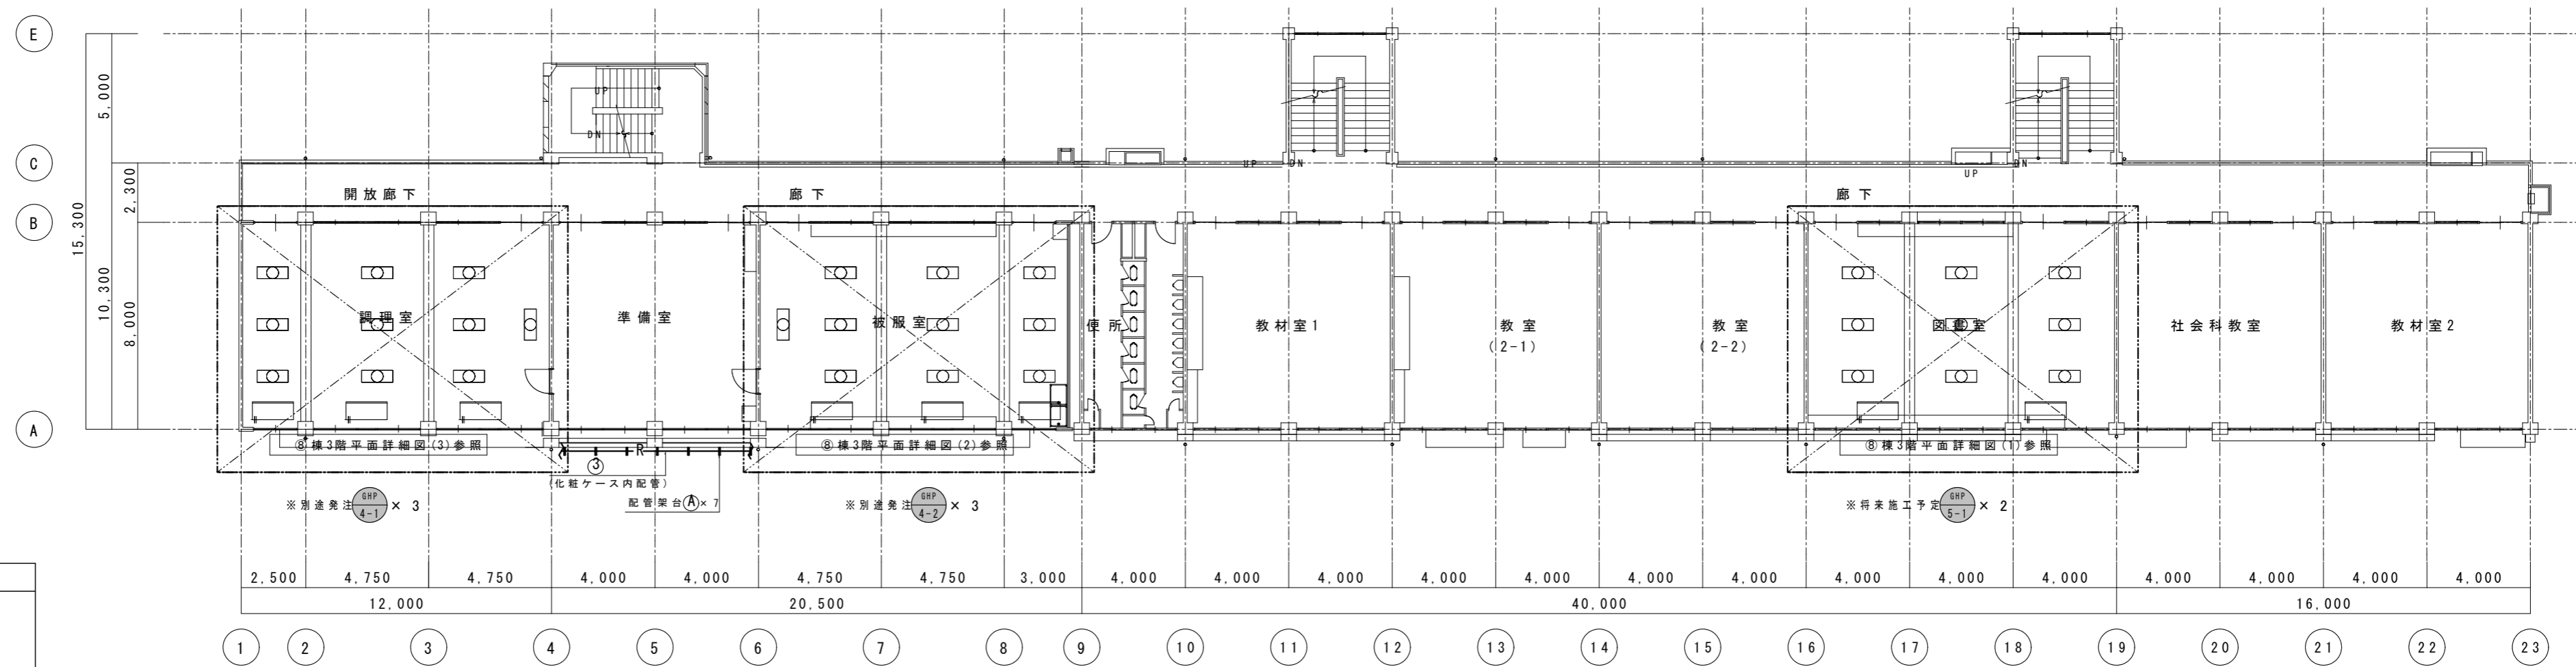 E
5,000
UP
DN
C
UP
DN
UP
DN
2,300
15,300
開放廊下
廊下
廊下
B
10,300
8,000
調理室
準備室
被服室
便所
教材室1
教室
(2-1)
教室
(2-2)
図書室
社会科教室
教材室2
A
⑧棟3階平面詳細図(3)参照
R
⑧棟3階平面詳細図(2)参照
⑧棟3階平面詳細図(1)参照
③
(化粧ケース内配管)
配管架台Ⓐ×7
※別途発注 GHP 4-1 × 3
※別途発注 GHP 4-2 × 3
※将来施工予定 GHP 5-1 × 2
2,500 4,750 4,750 4,000 4,000 4,750 4,750 3,000 4,000 4,000 4,000 4,000 4,000 4,000 4,000 4,000 4,000 4,000 4,000 4,000 4,000 4,000
12,000 20,500 40,000 16,000
1 2 3 4 5 6 7 8 9 10 11 12 13 14 15 16 17 18 19 20 21 22 23